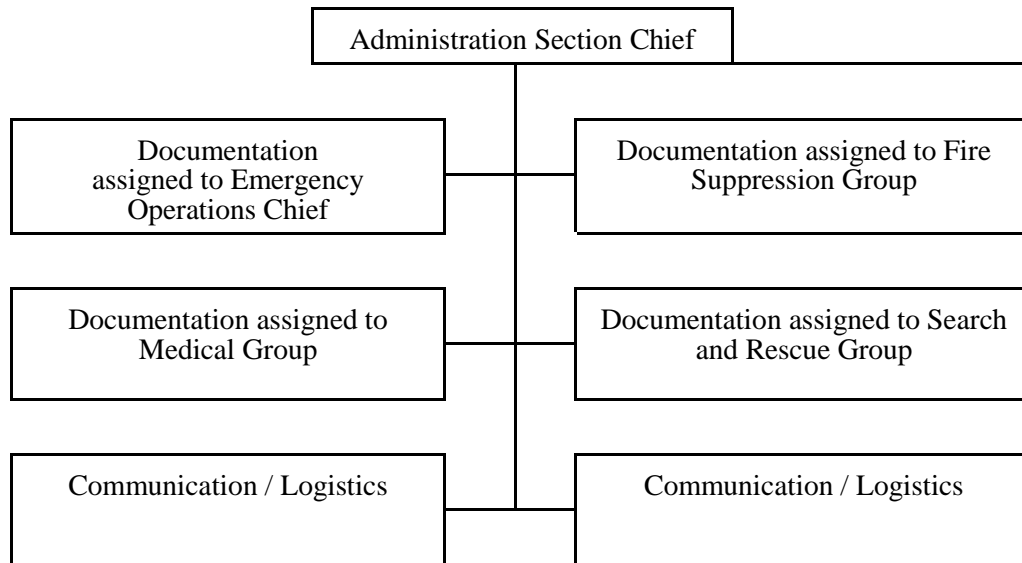 Administration Section Chief
Documentation
assigned to Emergency
Operations Chief
Documentation assigned to Fire
Suppression Group
Documentation assigned to
Medical Group
Documentation assigned to Search
and Rescue Group
Communication / Logistics
Communication / Logistics